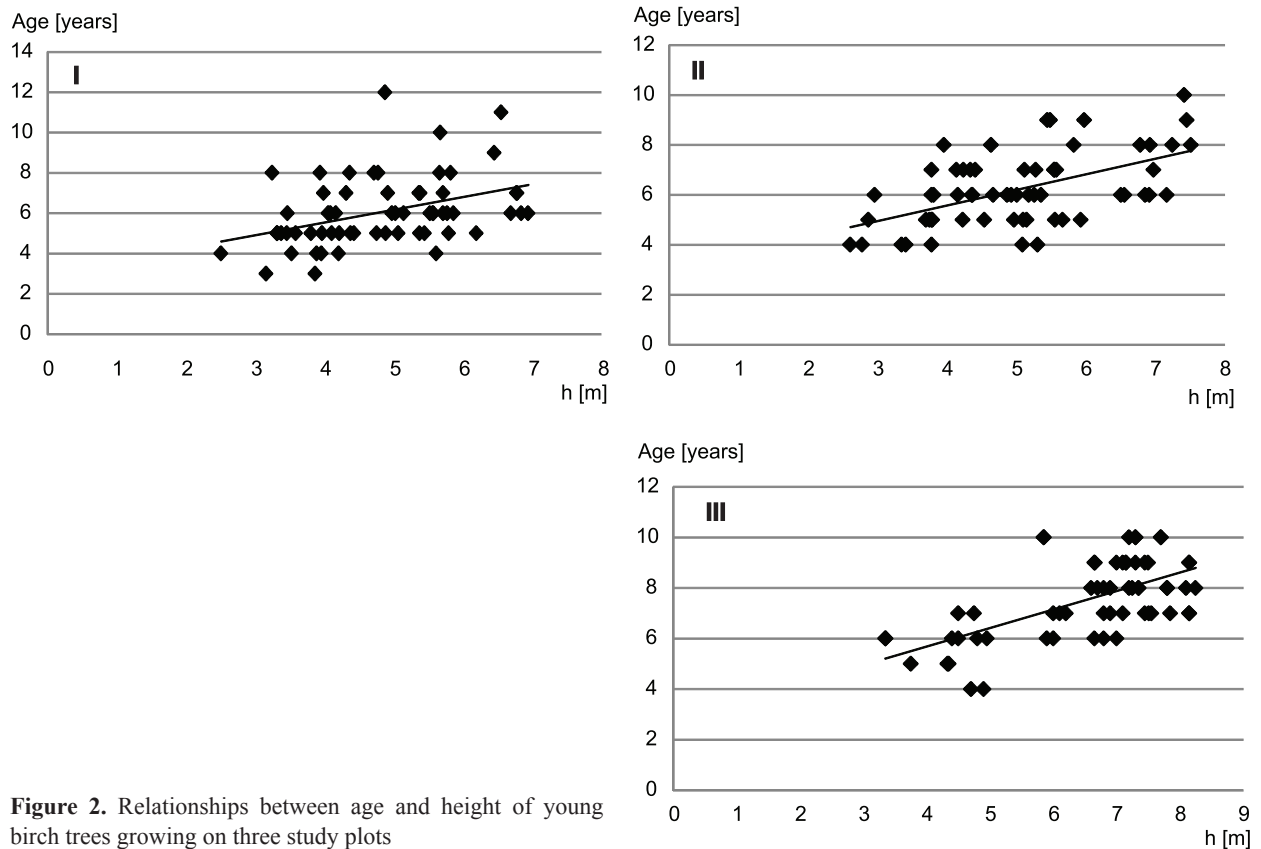 Age [years]
14
12
10
8
6
4
2
0
I
0 1 2 3 4 5 6 7 8
h [m]
Age [years]
12
10
8
6
4
2
0
II
0 1 2 3 4 5 6 7 8
h [m]
Age [years]
12
10
8
6
4
2
0
III
0 1 2 3 4 5 6 7 8 9
h [m]
Figure 2. Relationships between age and height of young
birch trees growing on three study plots